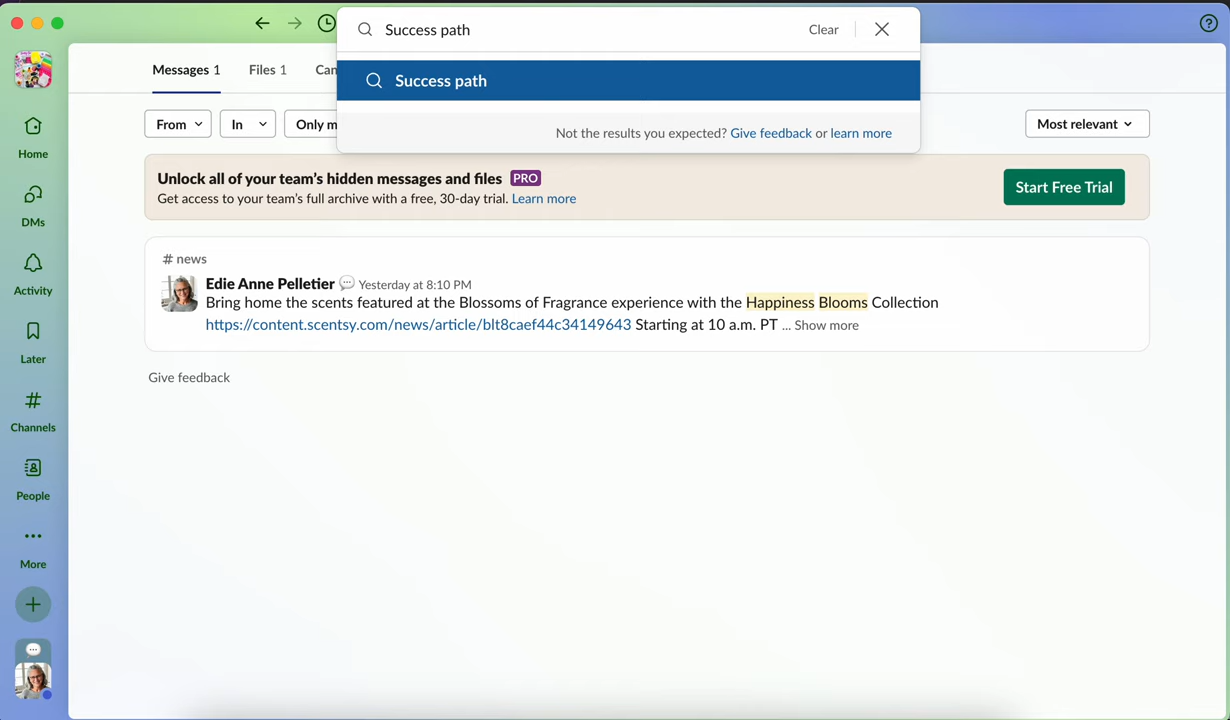 Success path
Clear
Success path
Not the results you expected? Give feedback or learn more
Messages 1
Files 1
Can
From
In
Only m
Most relevant
Unlock all of your team's hidden messages and files PRO
Get access to your team's full archive with a free, 30-day trial. Learn more
Start Free Trial
# news
Edie Anne Pelletier Yesterday at 8:10 PM
Bring home the scents featured at the Blossoms of Fragrance experience with the Happiness Blooms Collection
https://content.scentsy.com/news/article/blt8caef44c34149643 Starting at 10 a.m. PT ... Show more
Give feedback
Home
DMs
Activity
Later
Channels
People
More